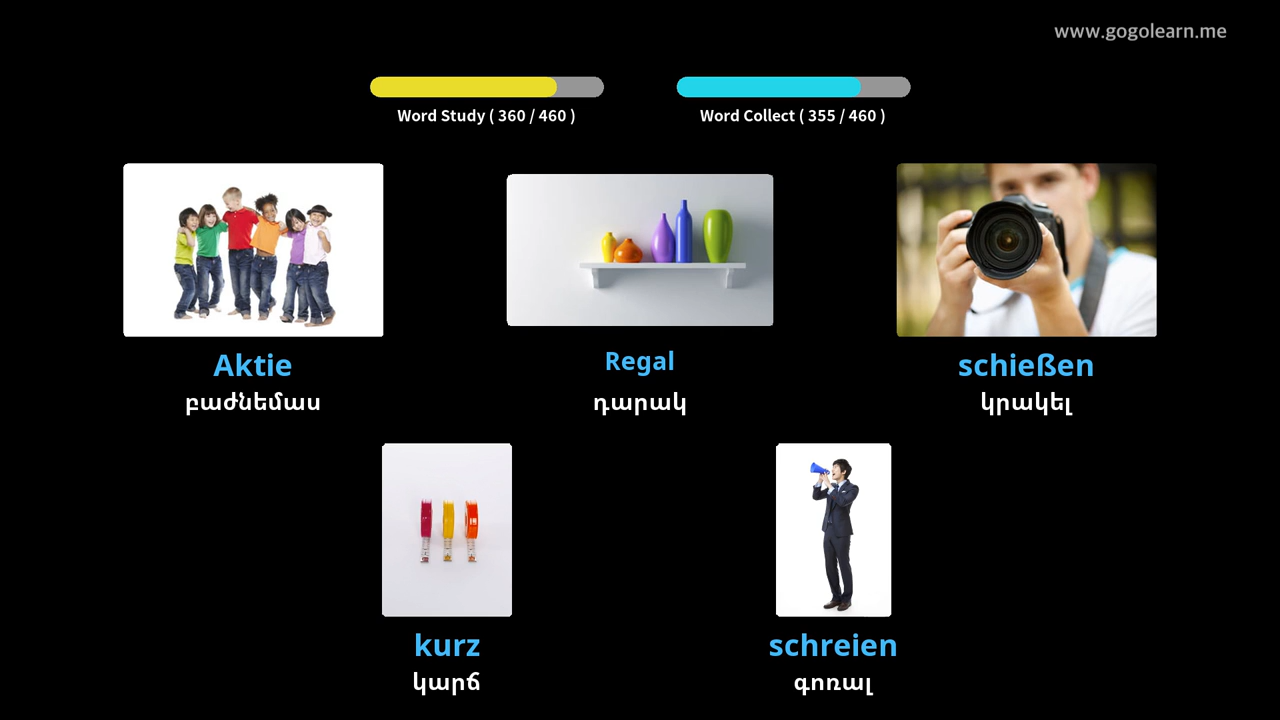 www.gogolearn.me
Word Study ( 360 / 460 )
Word Collect ( 355 / 460 )
Aktie
բաժնեմաս
Regal
դարակ
schießen
կրակել
kurz
կարճ
schreien
գոռալ